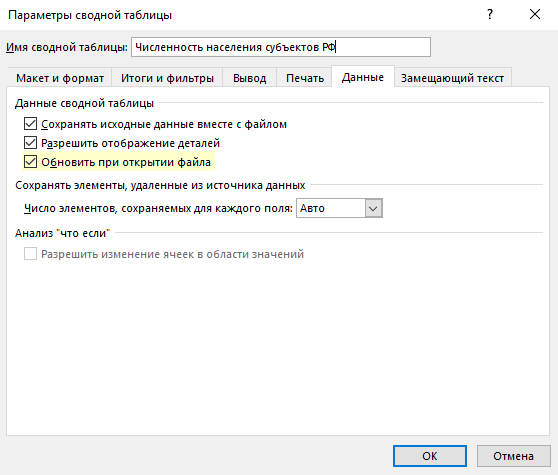 Параметры сводной таблицы ? ×
Имя сводной таблицы: Численность населения субъектов РФ
Макет и формат Итоги и фильтры Вывод Печать Данные Замещающий текст
Данные сводной таблицы
Сохранять исходные данные вместе с файлом
Разрешить отображение деталей
Обновить при открытии файла
Сохранять элементы, удаленные из источника данных
Число элементов, сохраняемых для каждого поля: Авто
Анализ "что если"
Разрешить изменение ячеек в области значений
ОК Отмена